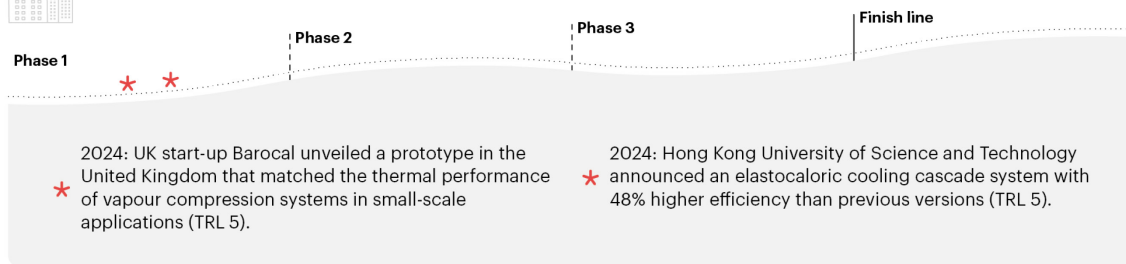 Finish line
Phase 3
Phase 2
Phase 1
2024: UK start-up Barocal unveiled a prototype in the
United Kingdom that matched the thermal performance
of vapour compression systems in small-scale
applications (TRL 5).
2024: Hong Kong University of Science and Technology
announced an elastocaloric cooling cascade system with
48% higher efficiency than previous versions (TRL 5).